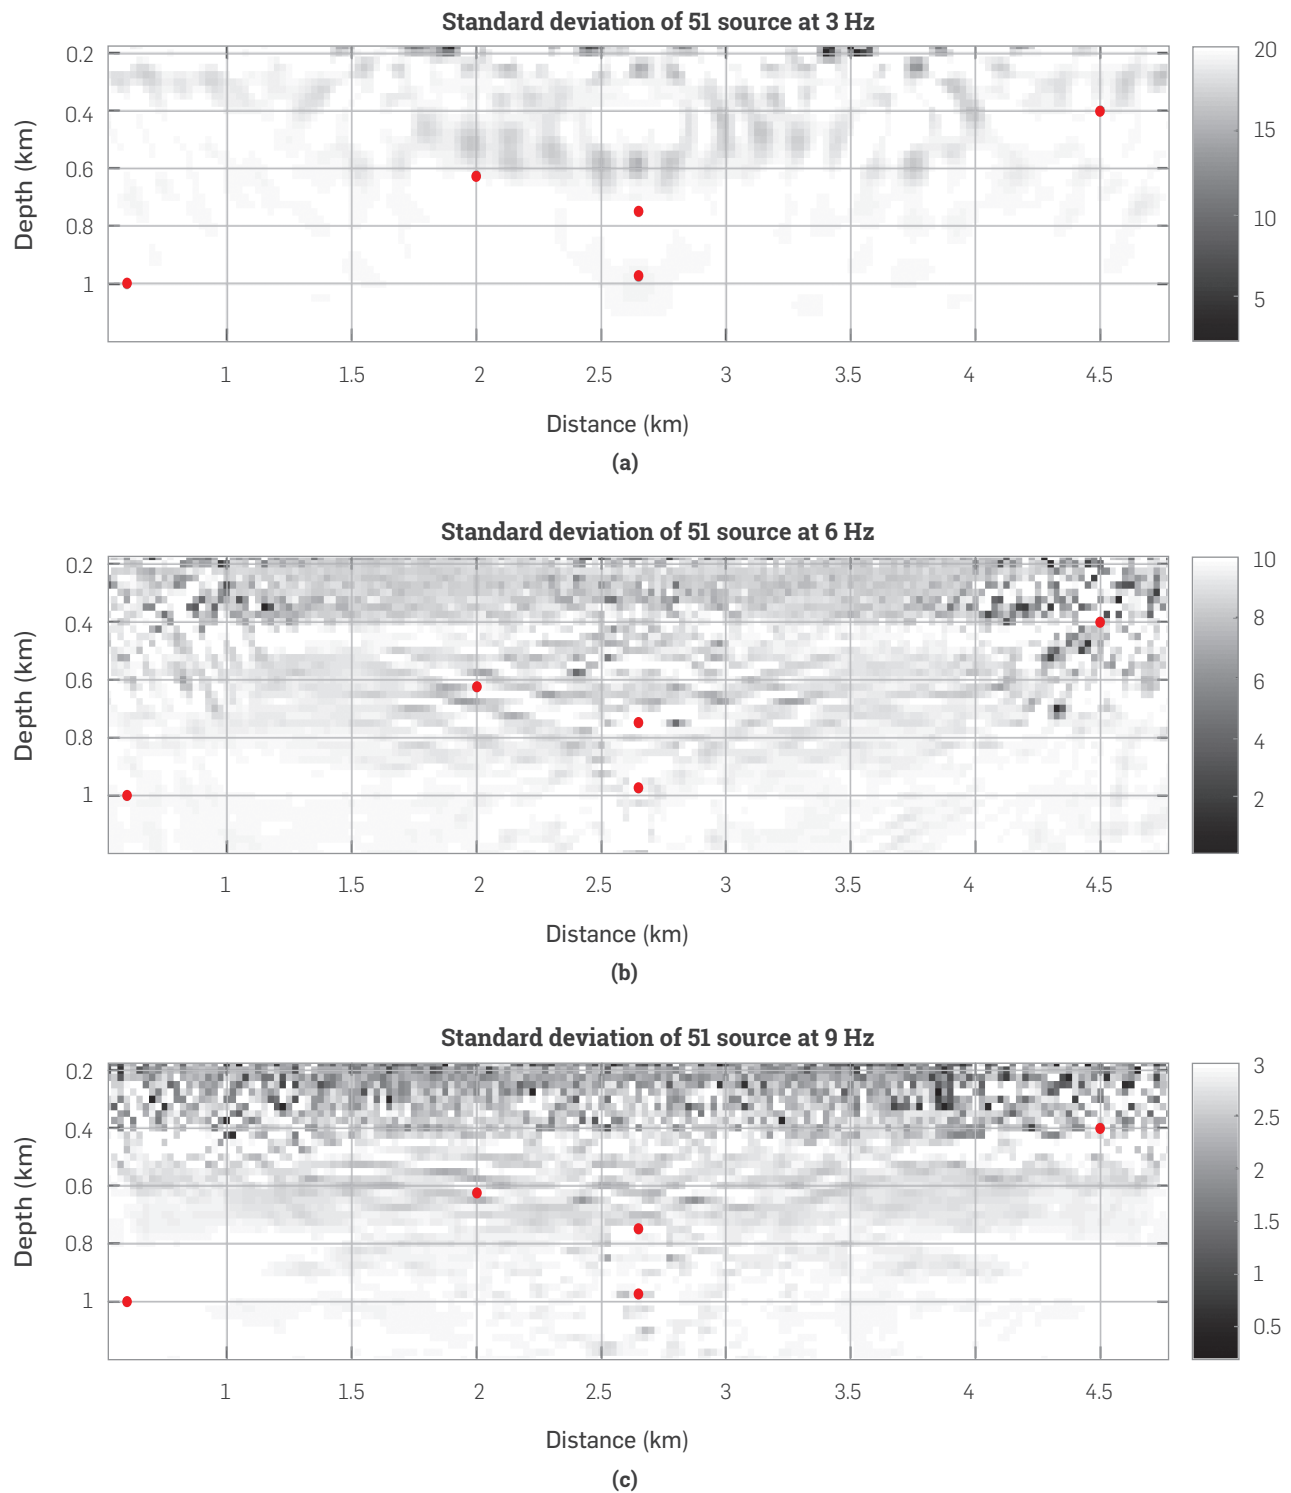 Standard deviation of 51 source at 3 Hz
0.2
0.4
0.6
0.8
1
Depth (km)
20
15
10
5
1 1.5 2 2.5 3 3.5 4 4.5
Distance (km)
(a)
Standard deviation of 51 source at 6 Hz
0.2
0.4
0.6
0.8
1
Depth (km)
10
8
6
4
2
1 1.5 2 2.5 3 3.5 4 4.5
Distance (km)
(b)
Standard deviation of 51 source at 9 Hz
0.2
0.4
0.6
0.8
1
Depth (km)
3
2.5
2
1.5
1
0.5
1 1.5 2 2.5 3 3.5 4 4.5
Distance (km)
(c)